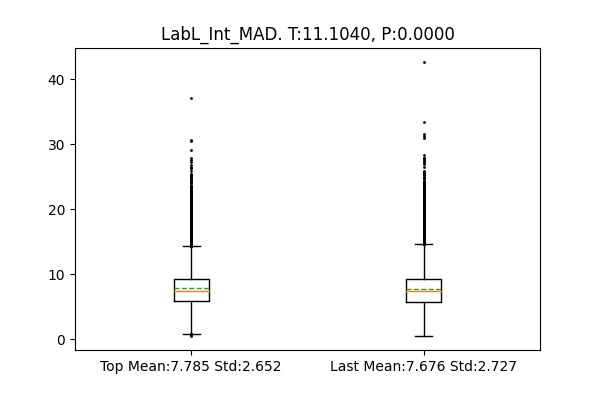 LabL_Int_MAD. T:11.1040, P:0.0000
40
30
20
10
0
Top Mean:7.785 Std:2.652
Last Mean:7.676 Std:2.727